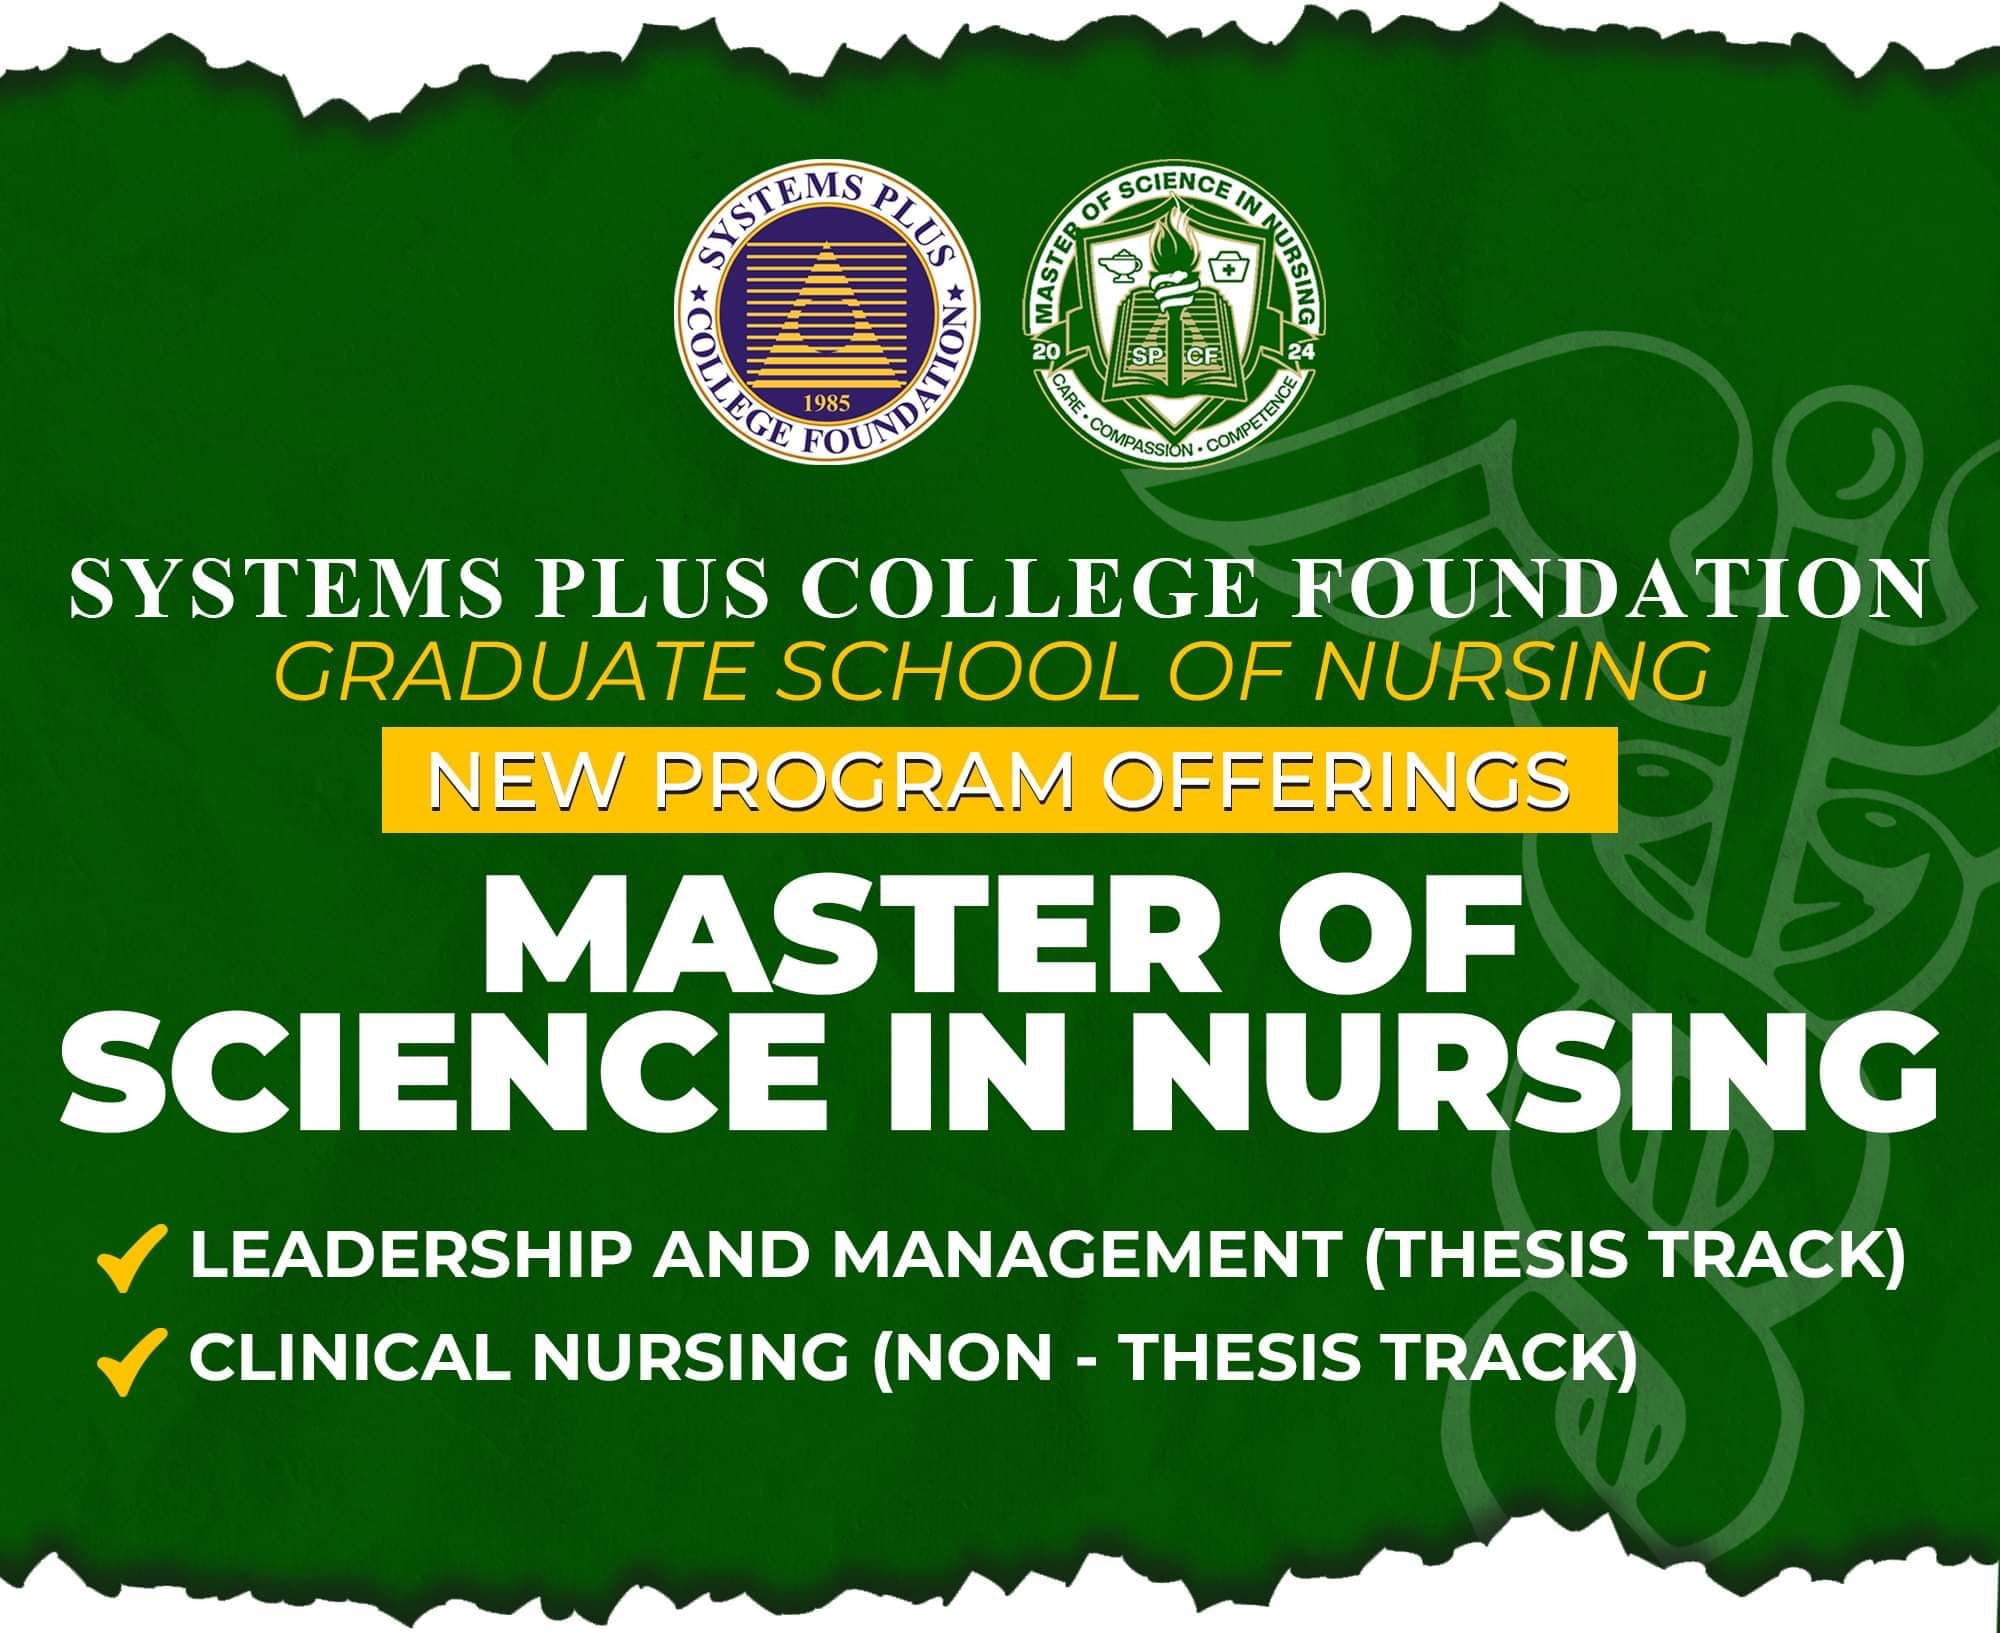 SYSTEMS PLUS
COLLEGE FOUNDATION
1985
MASTER OF SCIENCE IN NURSING
20 24
SP CF
CARE • COMPASSION • COMPETENCE
SYSTEMS PLUS COLLEGE FOUNDATION
GRADUATE SCHOOL OF NURSING
NEW PROGRAM OFFERINGS
MASTER OF
SCIENCE IN NURSING
LEADERSHIP AND MANAGEMENT (THESIS TRACK)
CLINICAL NURSING (NON - THESIS TRACK)